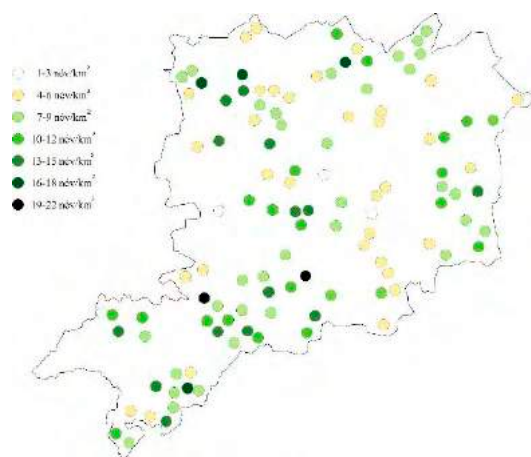 1-3 név/km²
4-6 név/km²
7-9 név/km²
10-12 név/km²
13-15 név/km²
16-18 név/km²
19-22 név/km²